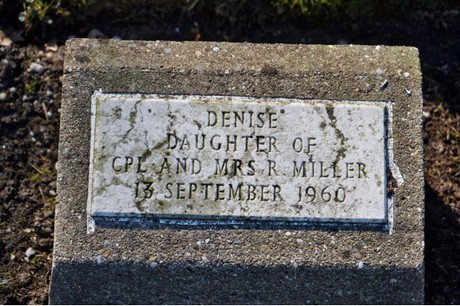 DENISE
DAUGHTER OF
CPL AND MRS R. MILLER
13 SEPTEMBER 1960